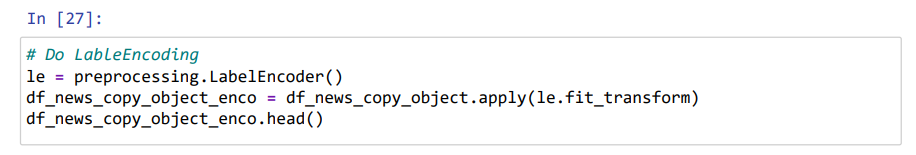 In [27]:
# Do LableEncoding
le = preprocessing.LabelEncoder()
df_news_copy_object_enco = df_news_copy_object.apply(le.fit_transform)
df_news_copy_object_enco.head()